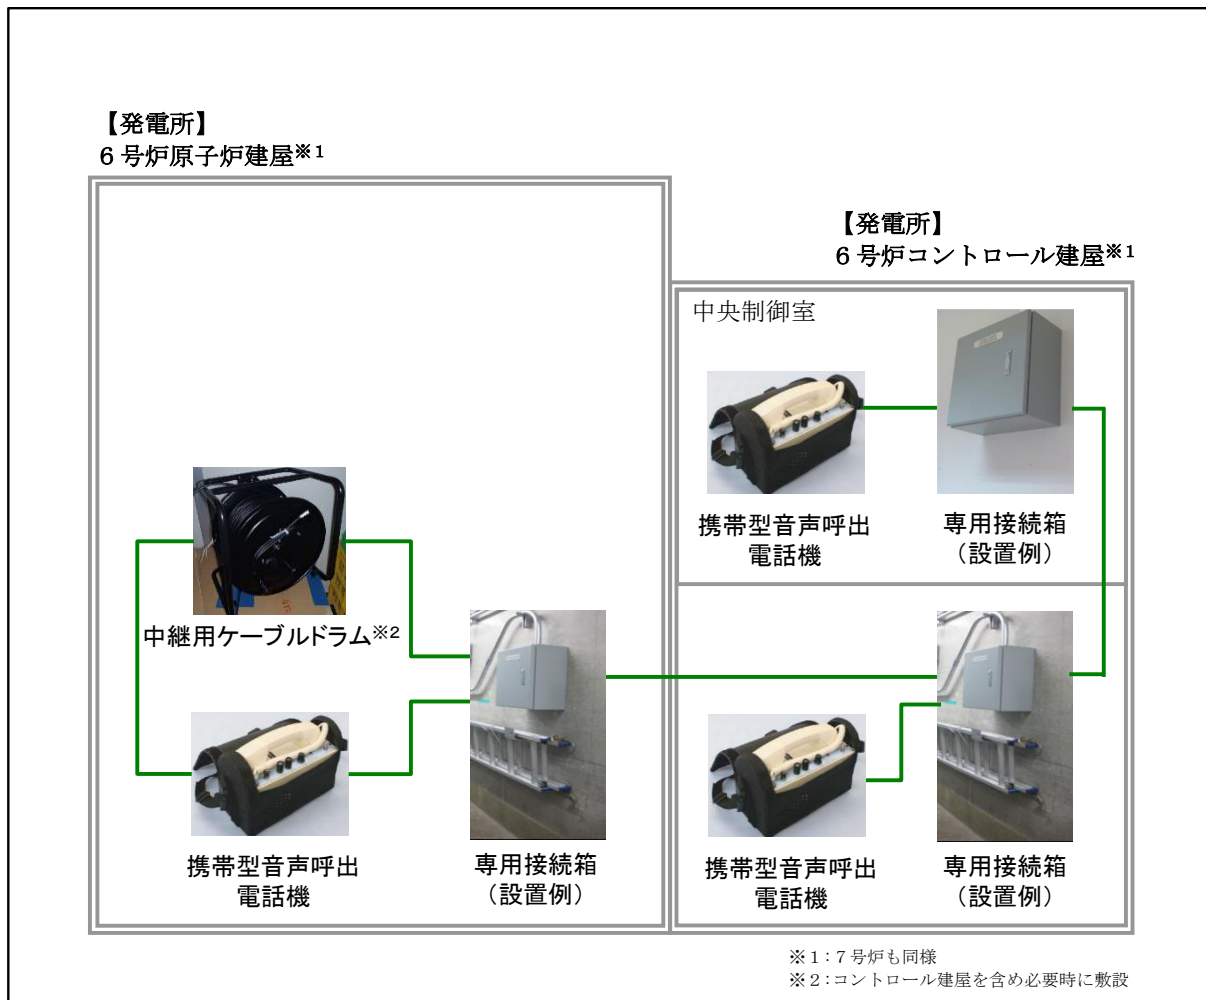 【発電所】
６号炉原子炉建屋※1
【発電所】
６号炉コントロール建屋※1
中央制御室
携帯型音声呼出
電話機
専用接続箱
（設置例）
中継用ケーブルドラム※2
携帯型音声呼出
電話機
専用接続箱
（設置例）
携帯型音声呼出
電話機
専用接続箱
（設置例）
※１：７号炉も同様
※２：コントロール建屋を含め必要時に敷設